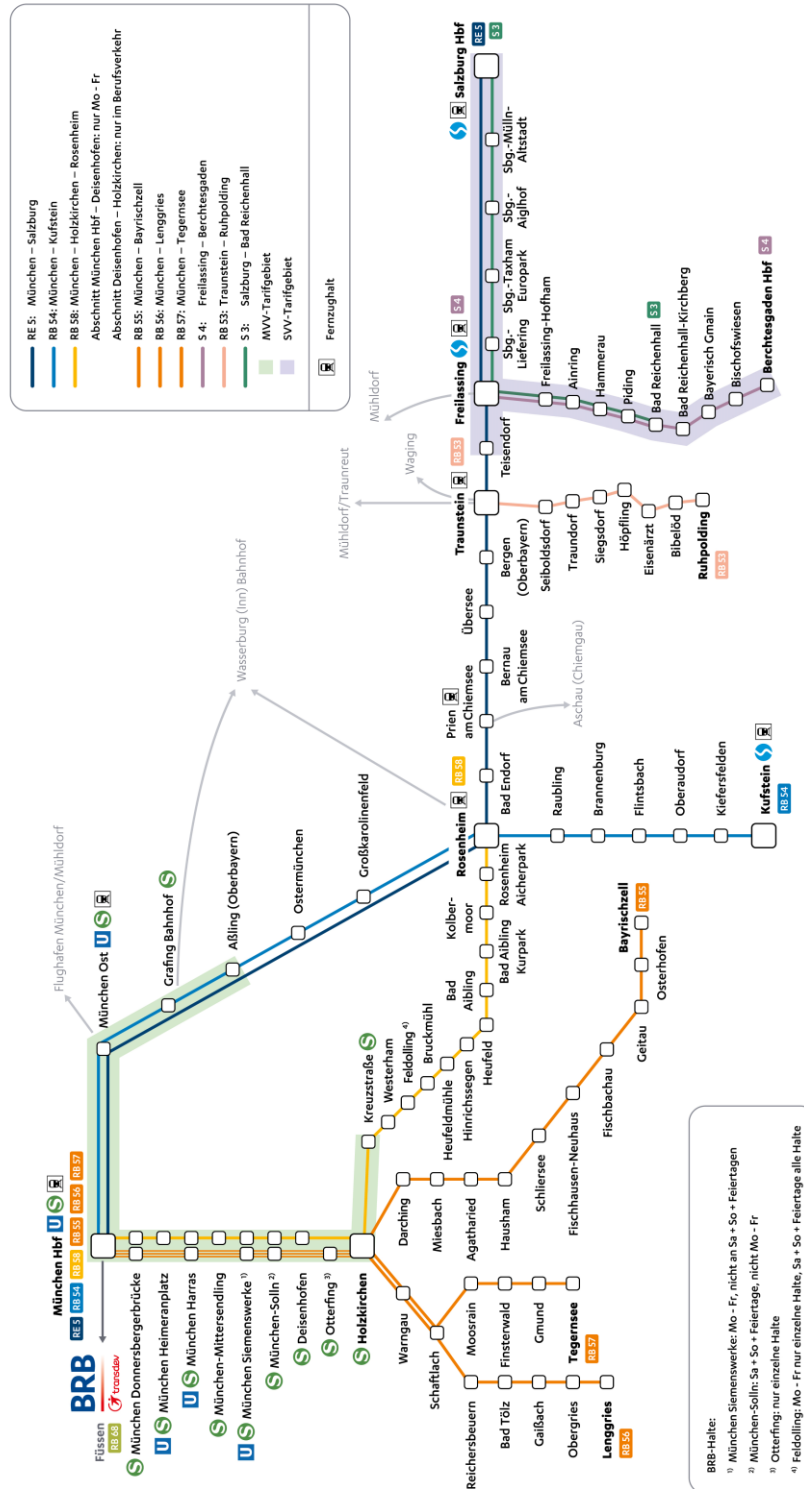 BRB
transdev
Füssen
RB 68
München Hbf U S
RE 5 RB 54 RB 58 RB 55 RB 56 RB 57
Flughafen München/Mühldorf
München Ost U S
Grafing Bahnhof S
Aßling (Oberbayern)
Ostermünchen
Großkarolinenfeld
Wasserburg (Inn) Bahnhof
S München Donnersbergerbrücke
U S München Heimeranplatz
U S München Harras
S München-Mittersendling
U S München Siemenswerke 1)
S München-Solln 2)
S Deisenhofen
S Otterfing 3)
S Holzkirchen
Kreuzstraße S
Westerham
Feldolling 4)
Bruckmühl
Heufeldmühle
Hinrichssegen
Heufeld
Bad
Aibling
Bad Aibling
Kurpark
Kolber-
moor
Rosenheim
Aicherpark
Rosenheim
RB 58
Bad Endorf
Prien
am Chiemsee
Aschau (Chiemgau)
Bernau
am Chiemsee
Übersee
Bergen
(Oberbayern)
Traunstein
RB 53
Mühldorf/Traunreut
Waging
Teisendorf
Freilassing
S 4
Mühldorf
Sbg.-
Liefering
Sbg.-Taxham
Europark
Sbg.-
Aiglhof
Sbg.-Mülln-
Altstadt
Salzburg Hbf
RE 5
S 3
Freilassing-Hofham
Ainring
Hammerau
Piding
Bad Reichenhall S 3
Bad Reichenhall-Kirchberg
Bayerisch Gmain
Bischofswiesen
Berchtesgaden Hbf S 4
Seiboldsdorf
Traundorf
Siegsdorf
Höpfling
Eisenärzt
Bibelöd
Ruhpolding
RB 53
Raubling
Brannenburg
Flintsbach
Oberaudorf
Kiefersfelden
Kufstein
RB 54
Darching
Miesbach
Agatharied
Hausham
Schliersee
Fischhausen-Neuhaus
Fischbachau
Geitau
Osterhofen
Bayrischzell
RB 55
Warngau
Schaftlach
Moosrain
Finsterwald
Gmund
Tegernsee
RB 57
Reichersbeuern
Bad Tölz
Gaißach
Obergries
Lenggries
RB 56
RE 5: München – Salzburg
RB 54: München – Kufstein
RB 58: München – Holzkirchen – Rosenheim
Abschnitt München Hbf – Deisenhofen: nur Mo - Fr
Abschnitt Deisenhofen – Holzkirchen: nur im Berufsverkehr
RB 55: München – Bayrischzell
RB 56: München – Lenggries
RB 57: München – Tegernsee
S 4: Freilassing – Berchtesgaden
RB 53: Traunstein – Ruhpolding
S 3: Salzburg – Bad Reichenhall
MVV-Tarifgebiet
SVV-Tarifgebiet
Fernzughalt
BRB-Halte:
1) München Siemenswerke: Mo - Fr, nicht an Sa + So + Feiertagen
2) München-Solln: Sa + So + Feiertage, nicht Mo - Fr
3) Otterfing: nur einzelne Halte
4) Feldolling: Mo - Fr nur einzelne Halte, Sa + So + Feiertage alle Halte